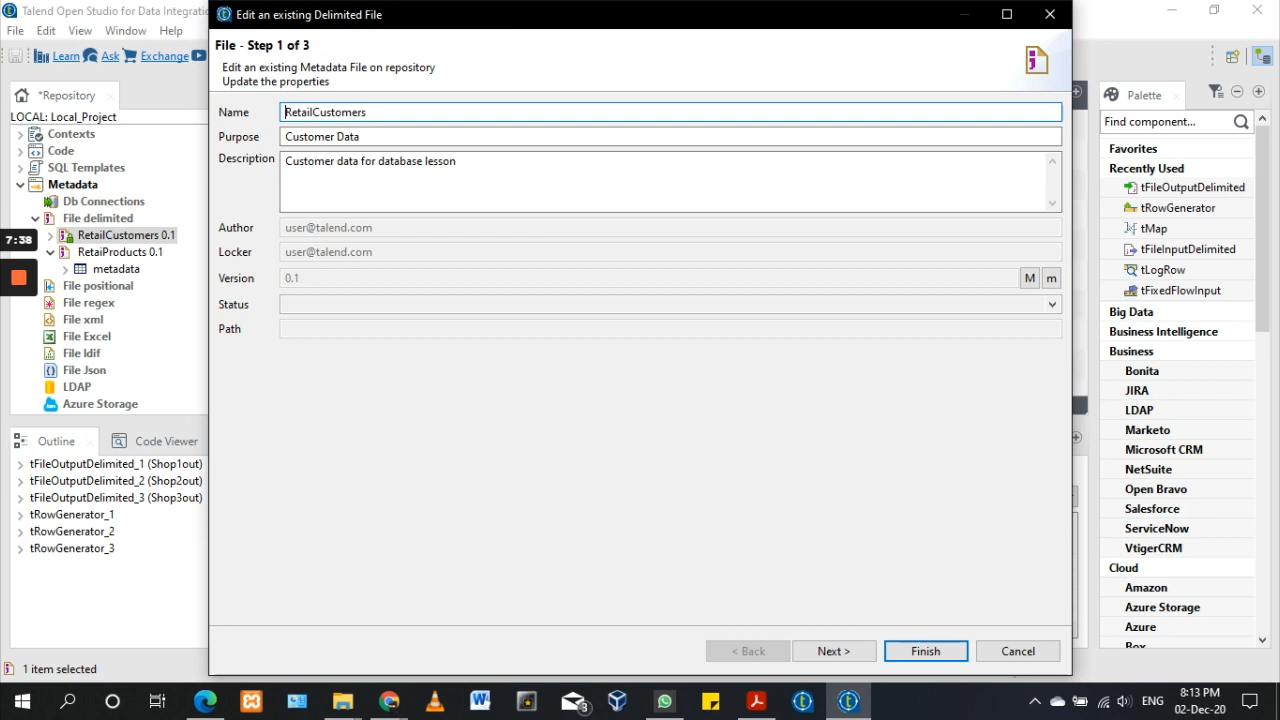 Talend Open Studio for Data Integratio
Edit an existing Delimited File
File Edit View Window Help
File - Step 1 of 3
Edit an existing Metadata File on repository
Update the properties
Learn Ask Exchange
*Repository
LOCAL: Local_Project
Contexts
Code
SQL Templates
Metadata
Db Connections
File delimited
RetailCustomers 0.1
RetaiProducts 0.1
metadata
File positional
File regex
File xml
File Excel
File ldif
File Json
LDAP
Azure Storage
7:38
Name RetailCustomers
Purpose Customer Data
Description Customer data for database lesson
Author user@talend.com
Locker user@talend.com
Version 0.1 M m
Status
Path
< Back Next > Finish Cancel
Outline Code Viewer
tFileOutputDelimited_1 (Shop1out)
tFileOutputDelimited_2 (Shop2out)
tFileOutputDelimited_3 (Shop3out)
tRowGenerator_1
tRowGenerator_2
tRowGenerator_3
1 item selected
Palette
Find component...
Favorites
Recently Used
tFileOutputDelimited
tRowGenerator
tMap
tFileInputDelimited
tLogRow
tFixedFlowInput
Big Data
Business Intelligence
Business
Bonita
JIRA
LDAP
Marketo
Microsoft CRM
NetSuite
Open Bravo
Salesforce
ServiceNow
VtigerCRM
Cloud
Amazon
Azure Storage
Azure
Box
3
ENG
8:13 PM
02-Dec-20